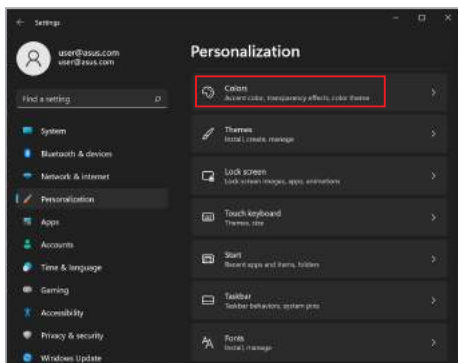 Settings
user@asus.com
user@asus.com
Find a setting
System
Bluetooth & devices
Network & internet
Personalization
Apps
Accounts
Time & language
Gaming
Accessibility
Privacy & security
Windows Update
Personalization
Colors
Accent color, transparency effects, color theme
Themes
Install, create, manage
Lock screen
Lock screen images, apps, animations
Touch keyboard
Themes, size
Start
Recent apps and items, folders
Taskbar
Taskbar behaviors, system pins
Fonts
Install, manage